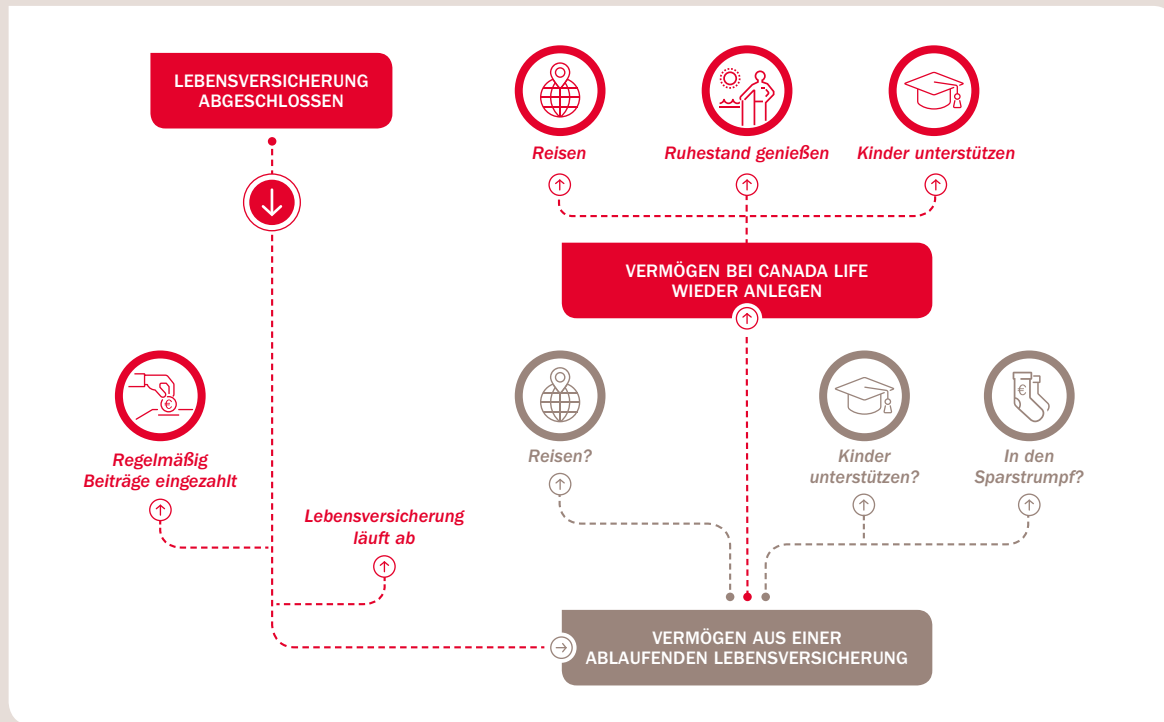 LEBENSVERSICHERUNG
ABGESCHLOSSEN
Reisen
Ruhestand genießen
Kinder unterstützen
VERMÖGEN BEI CANADA LIFE
WIEDER ANLEGEN
€
Regelmäßig
Beiträge eingezahlt
Lebensversicherung
läuft ab
Reisen?
Kinder
unterstützen?
€
In den
Sparstrumpf?
VERMÖGEN AUS EINER
ABLAUFENDEN LEBENSVERSICHERUNG